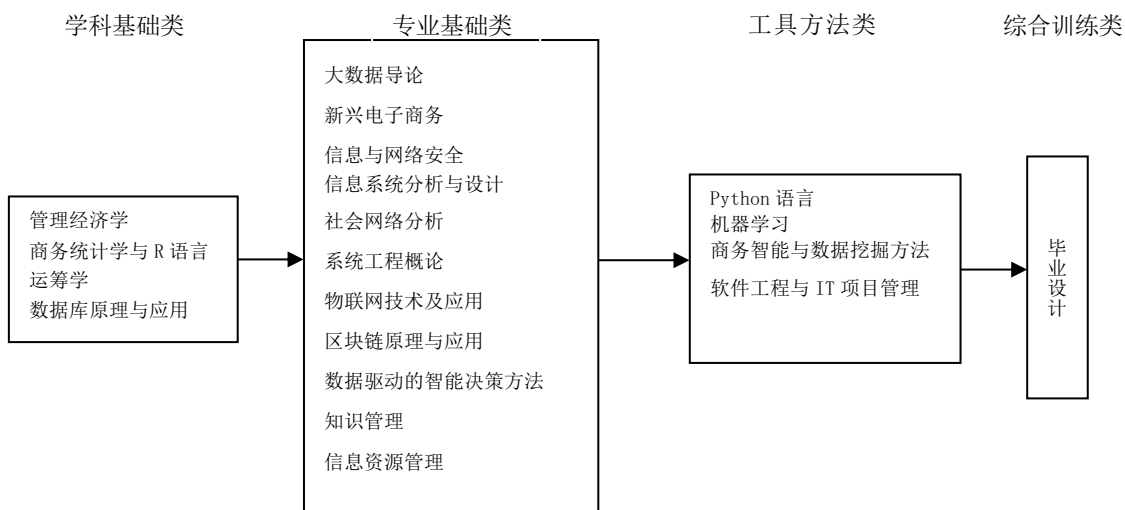 学科基础类
专业基础类
工具方法类
综合训练类
管理经济学
商务统计学与 R 语言
运筹学
数据库原理与应用
大数据导论
新兴电子商务
信息与网络安全
信息系统分析与设计
社会网络分析
系统工程概论
物联网技术及应用
区块链原理与应用
数据驱动的智能决策方法
知识管理
信息资源管理
Python 语言
机器学习
商务智能与数据挖掘方法
软件工程与 IT 项目管理
毕业设计